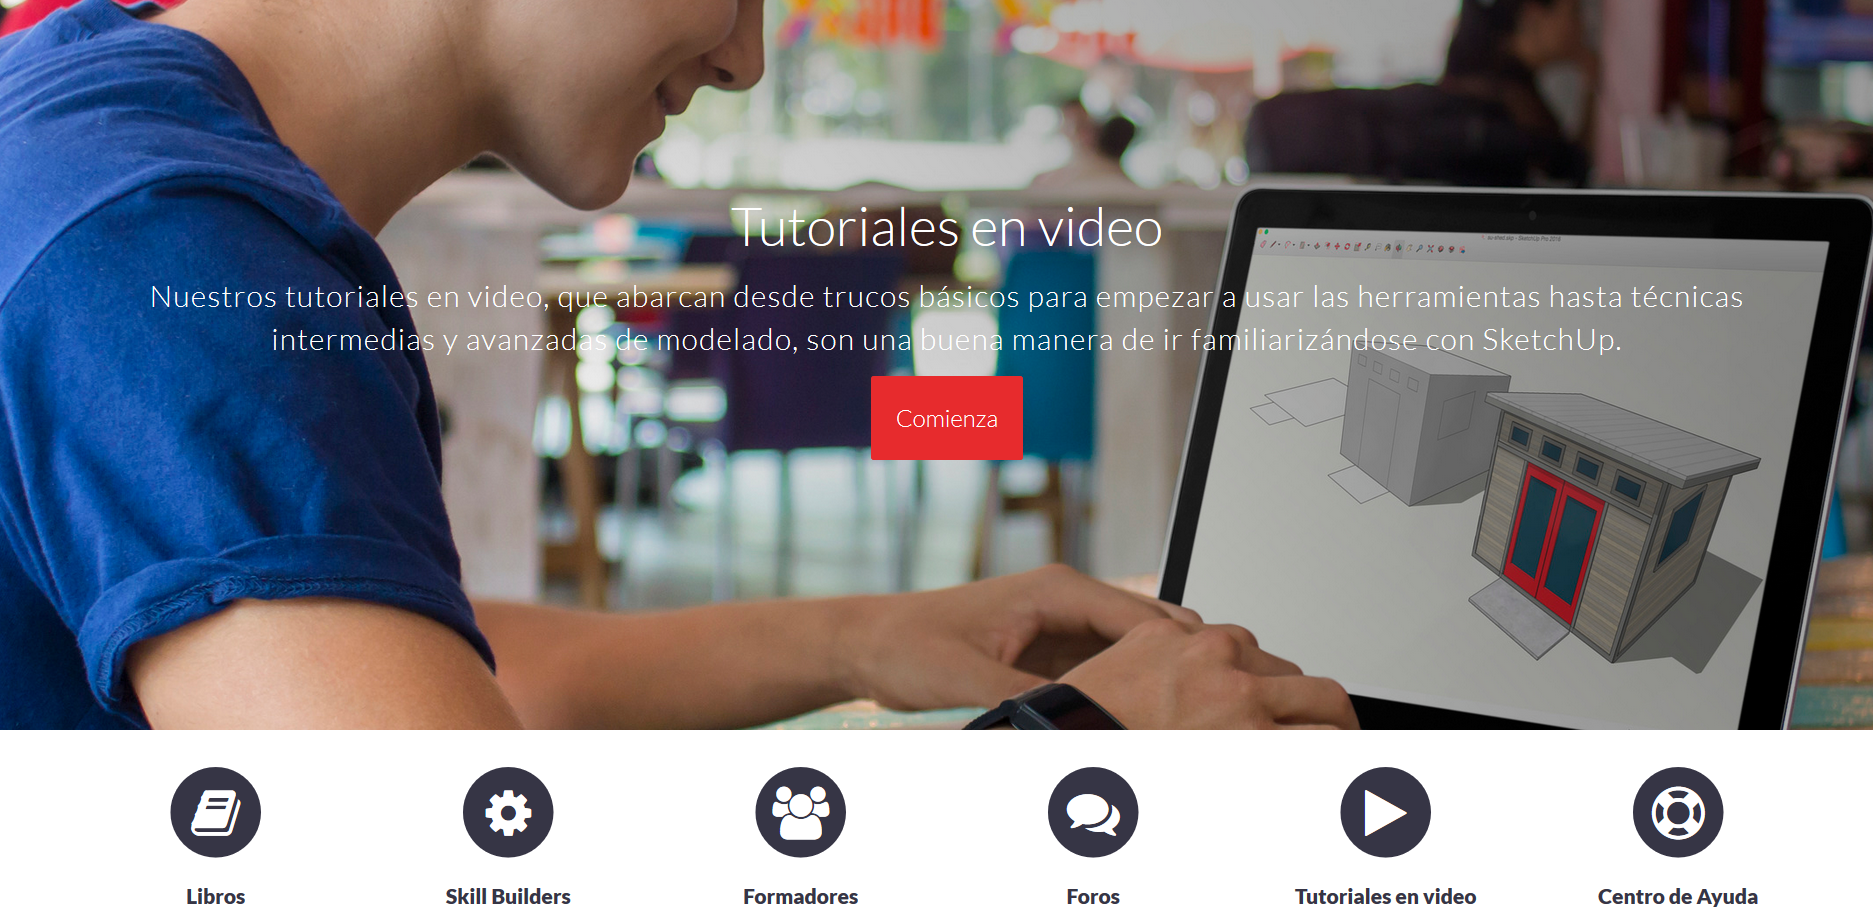 Tutoriales en video
Nuestros tutoriales en video, que abarcan desde trucos básicos para empezar a usar las herramientas hasta técnicas
intermedias y avanzadas de modelado, son una buena manera de ir familiarizándose con SketchUp.
Comienza
Libros
Skill Builders
Formadores
Foros
Tutoriales en video
Centro de Ayuda